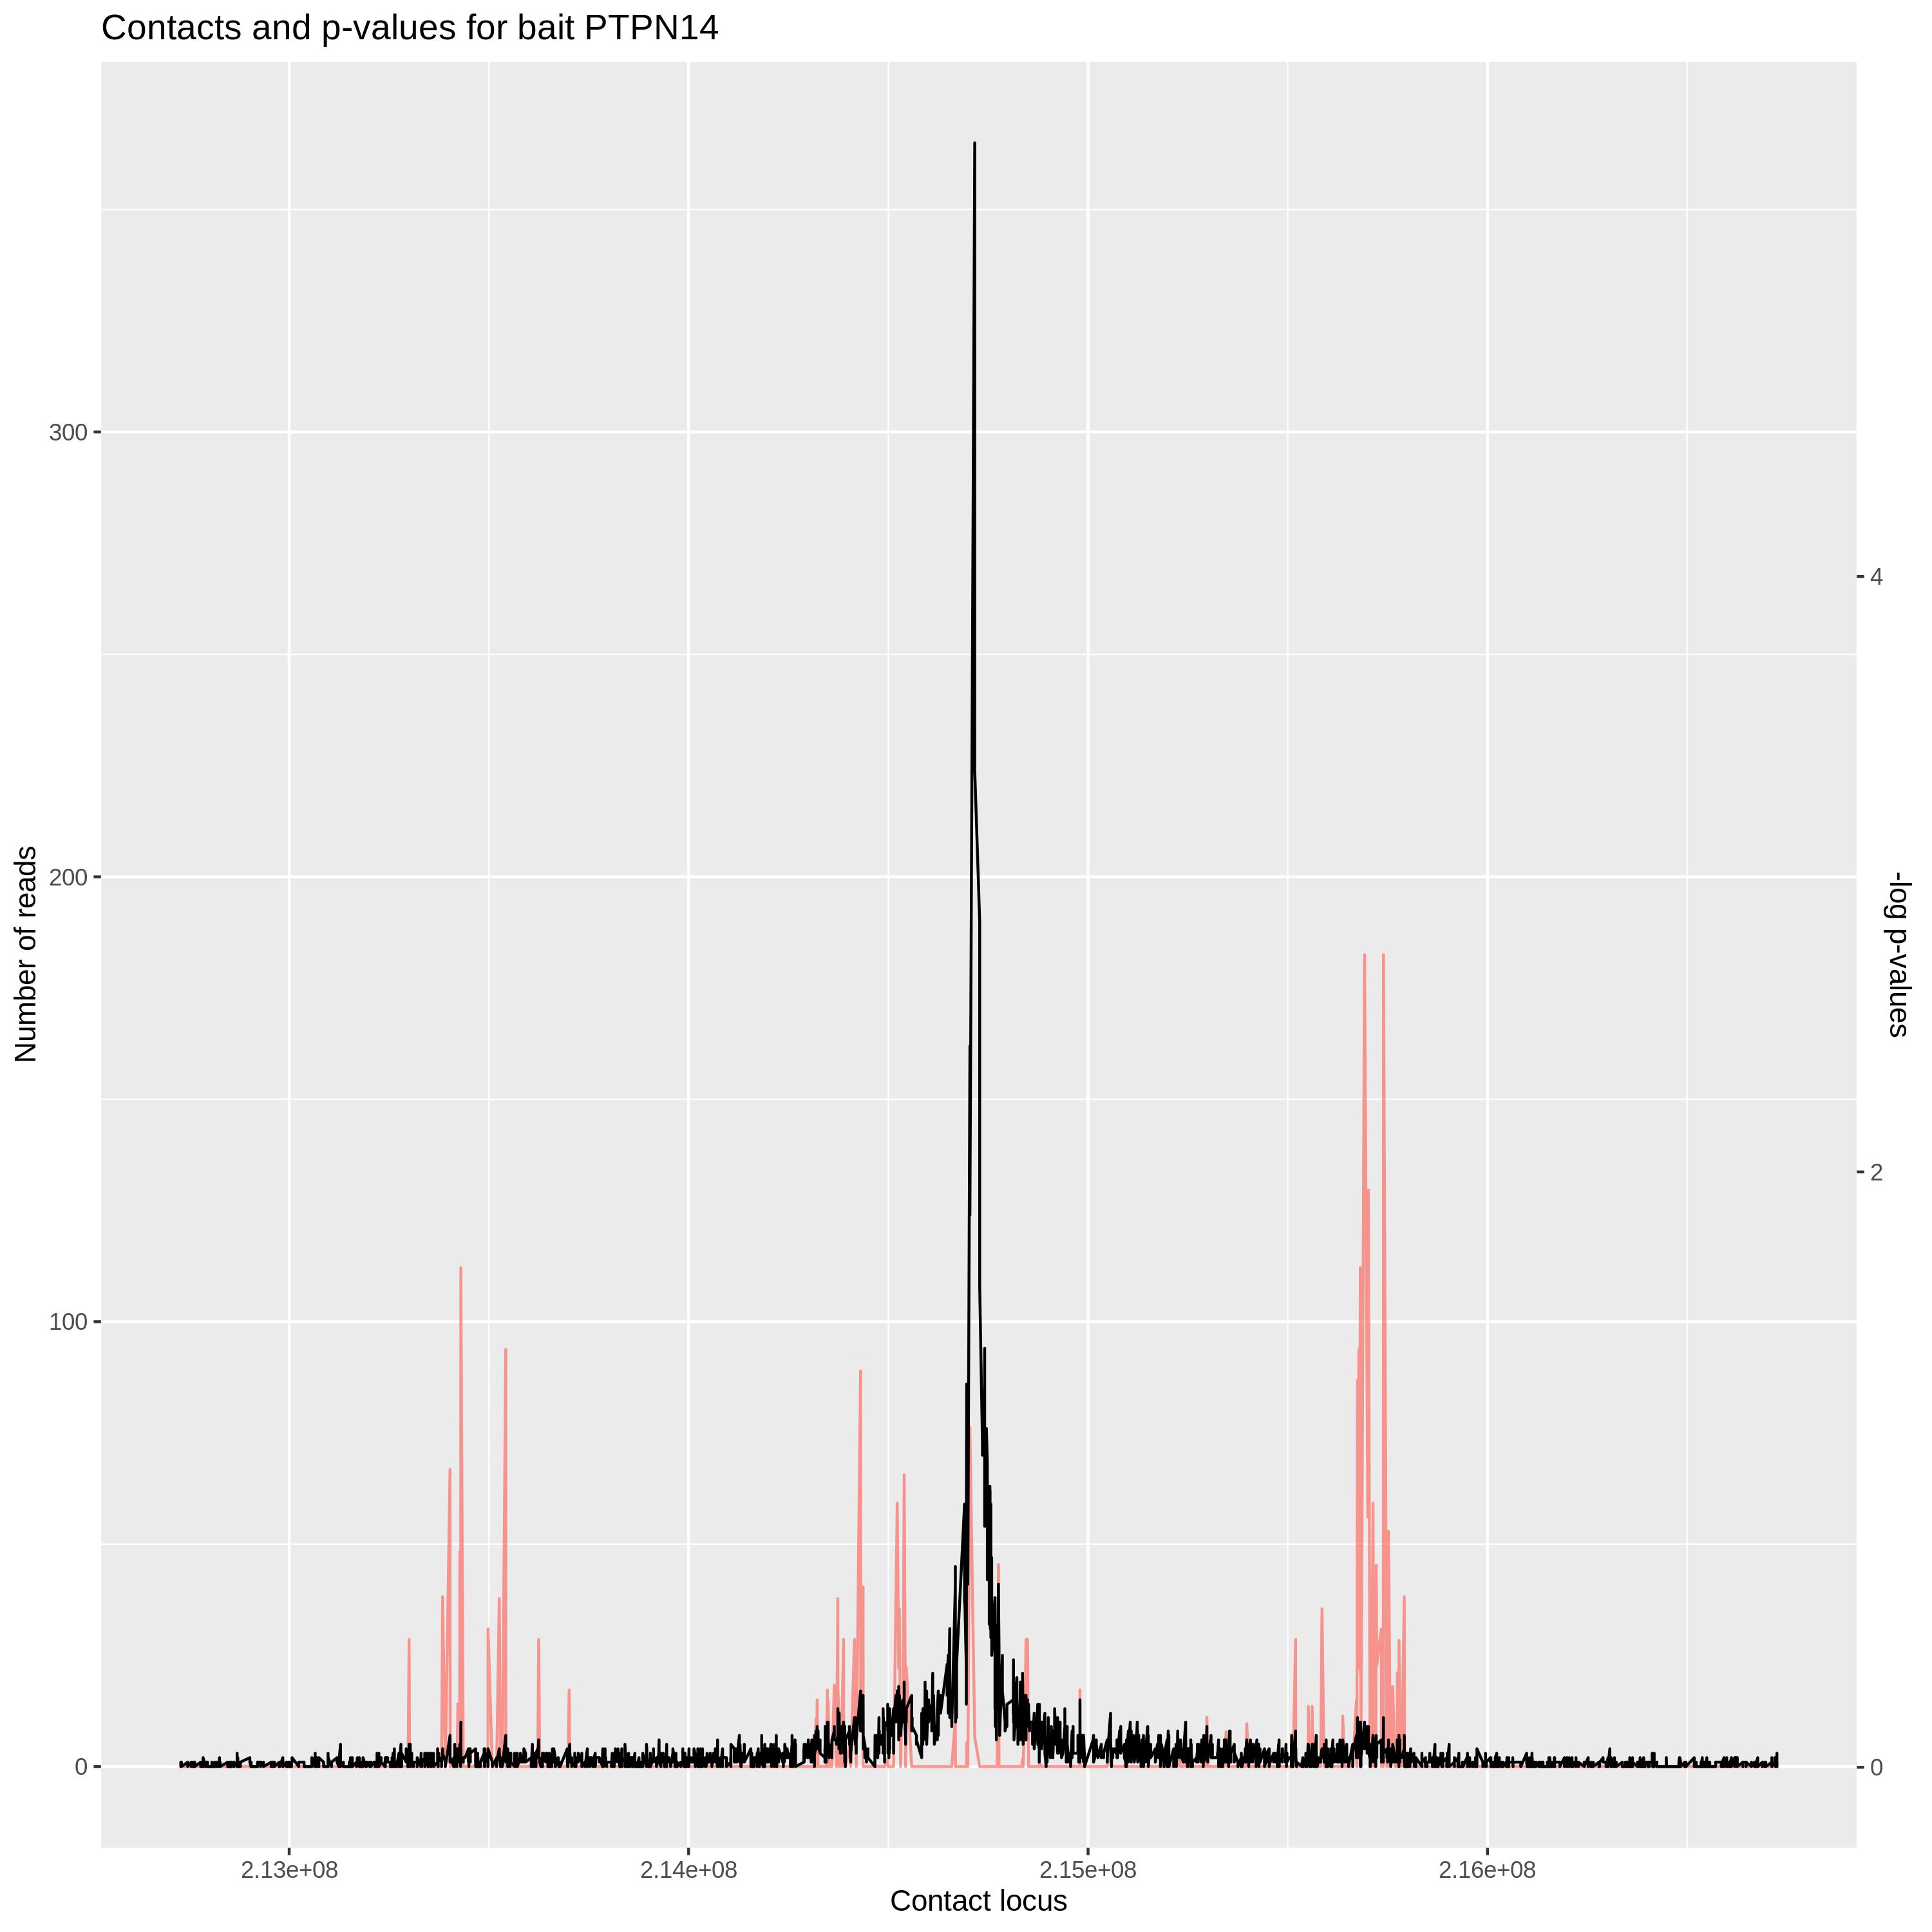 Contacts and p-values for bait PTPN14
300
200
100
0
Number of reads
4
2
0
-log p-values
2.13e+08
2.14e+08
2.15e+08
2.16e+08
Contact locus